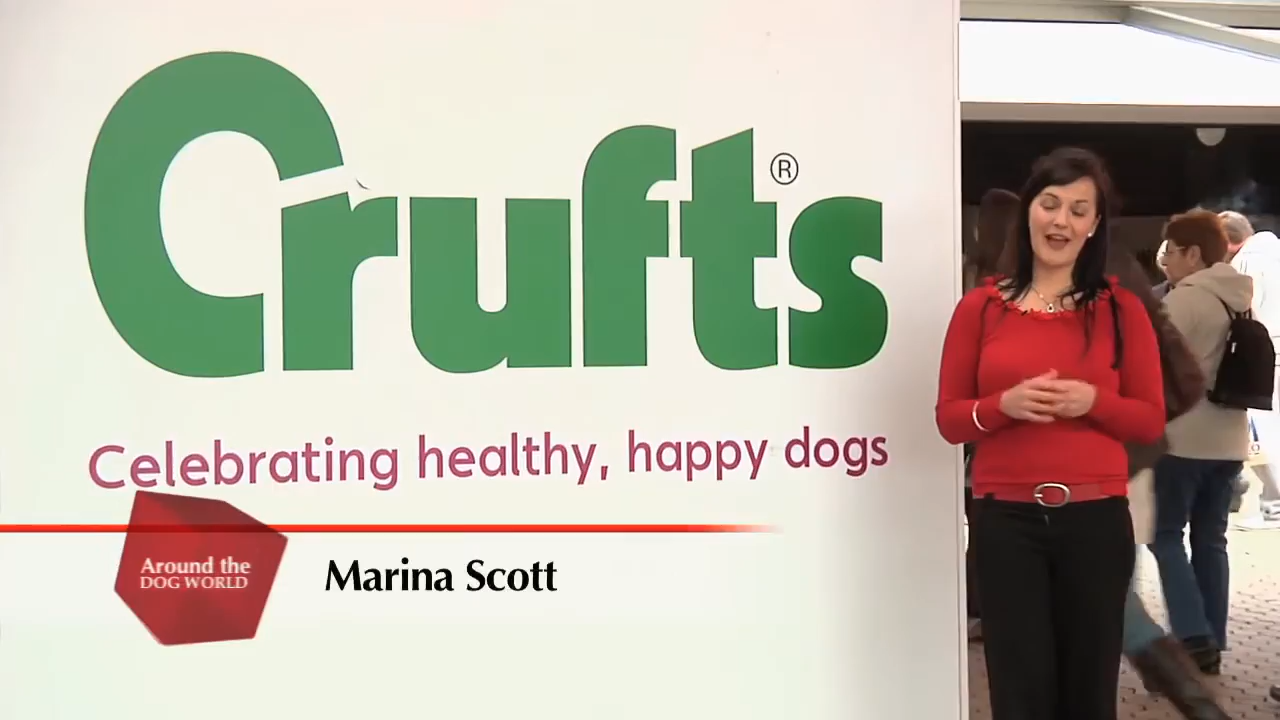 Crufts®
Celebrating healthy, happy dogs
Around the
DOG WORLD
Marina Scott